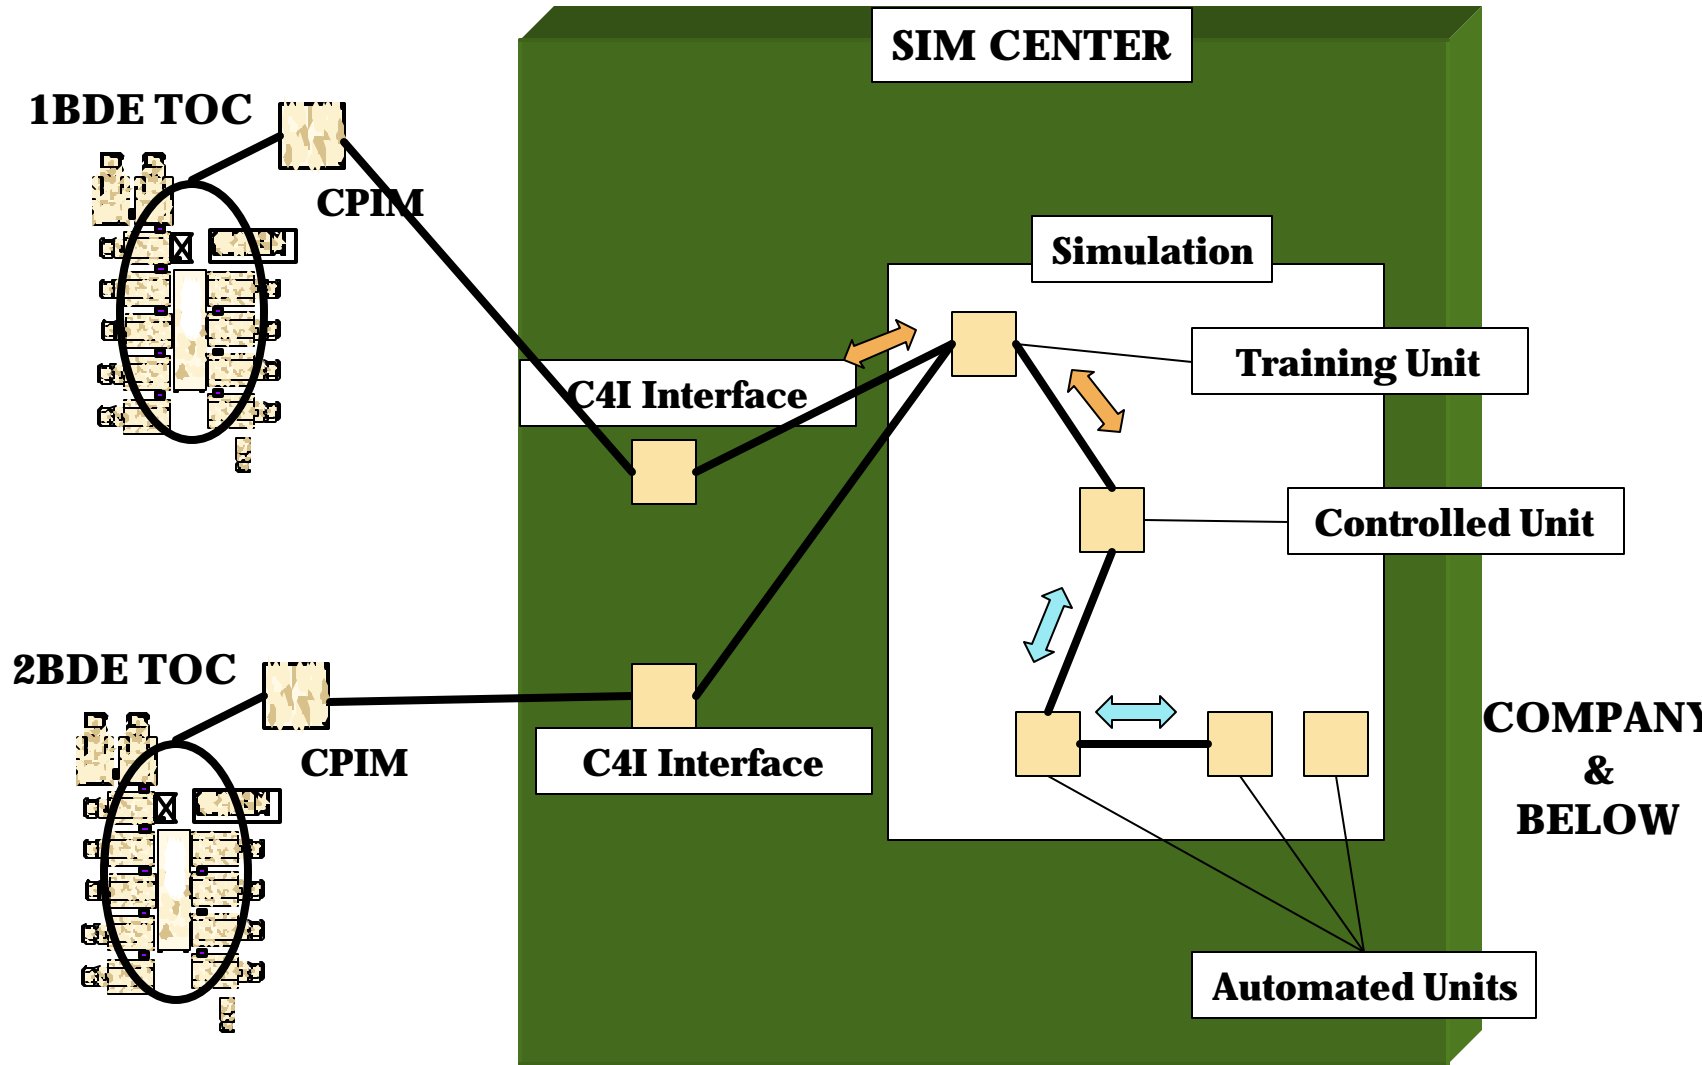 SIM CENTER
1BDE TOC
CPIM
Simulation
Training Unit
C4I Interface
Controlled Unit
2BDE TOC
CPIM
C4I Interface
COMPANY
&
BELOW
Automated Units